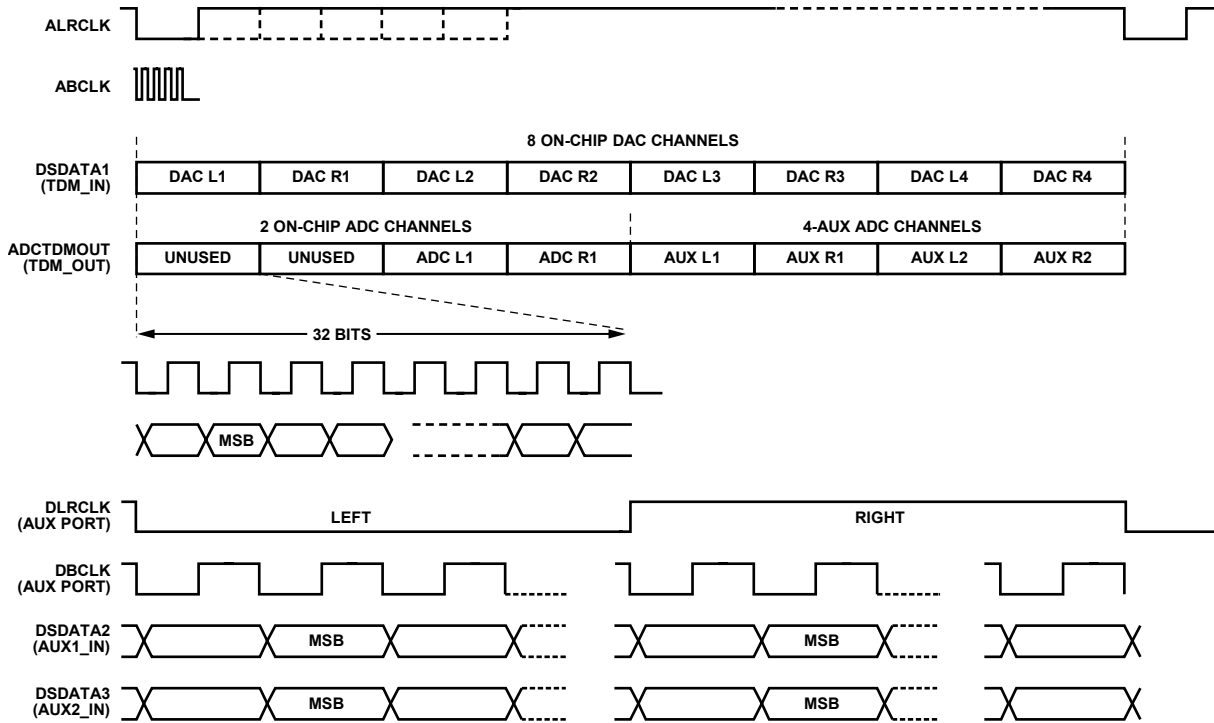 ALRCLK
ABCLK
8 ON-CHIP DAC CHANNELS
DSDATA1
(TDM_IN)
DAC L1 DAC R1 DAC L2 DAC R2 DAC L3 DAC R3 DAC L4 DAC R4
2 ON-CHIP ADC CHANNELS 4-AUX ADC CHANNELS
ADCTDMOUT
(TDM_OUT)
UNUSED UNUSED ADC L1 ADC R1 AUX L1 AUX R1 AUX L2 AUX R2
32 BITS
MSB
DLRCLK
(AUX PORT)
LEFT RIGHT
DBCLK
(AUX PORT)
DSDATA2
(AUX1_IN)
MSB MSB
DSDATA3
(AUX2_IN)
MSB MSB